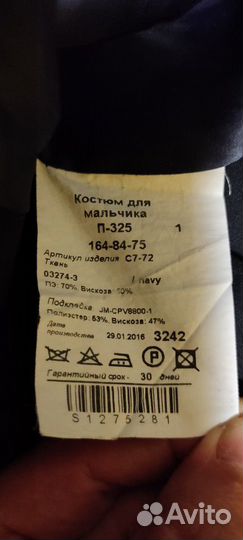 Костюм для
мальчика
П-325 1
164-84-75
Артикул изделия С7-72
Ткань
03274-3 / navy
ПЭ: 70%, Вискоза: 30%
Подкладка JM-CPV8800-1
Полиэстер: 53%, Вискоза: 47%
Дата
производства 29.01.2016 3242
P
Гарантийный срок - 30 дней
S1275281
Avito